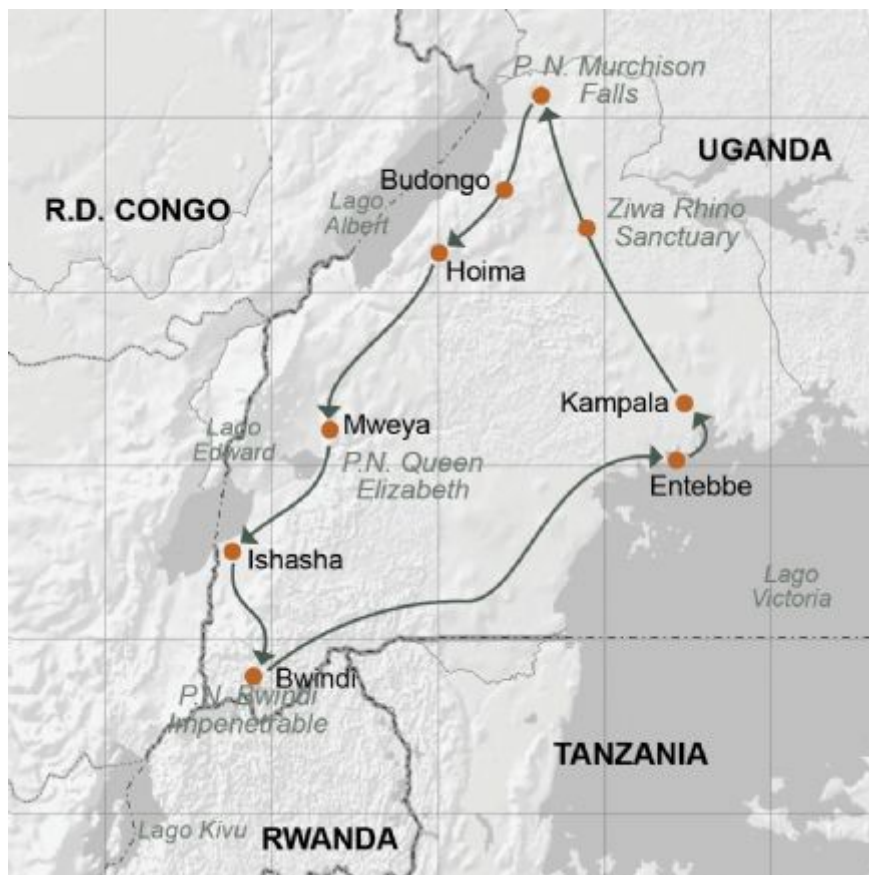 P. N. Murchison
Falls
UGANDA
Budongo
R.D. CONGO
Lago
Albert
Ziwa Rhino
Sanctuary
Hoima
Kampala
Mweya
Lago
Edward
P.N. Queen
Elizabeth
Entebbe
Ishasha
Lago
Victoria
Bwindi
P.N. Bwindi
Impenetrable
TANZANIA
Lago Kivu
RWANDA